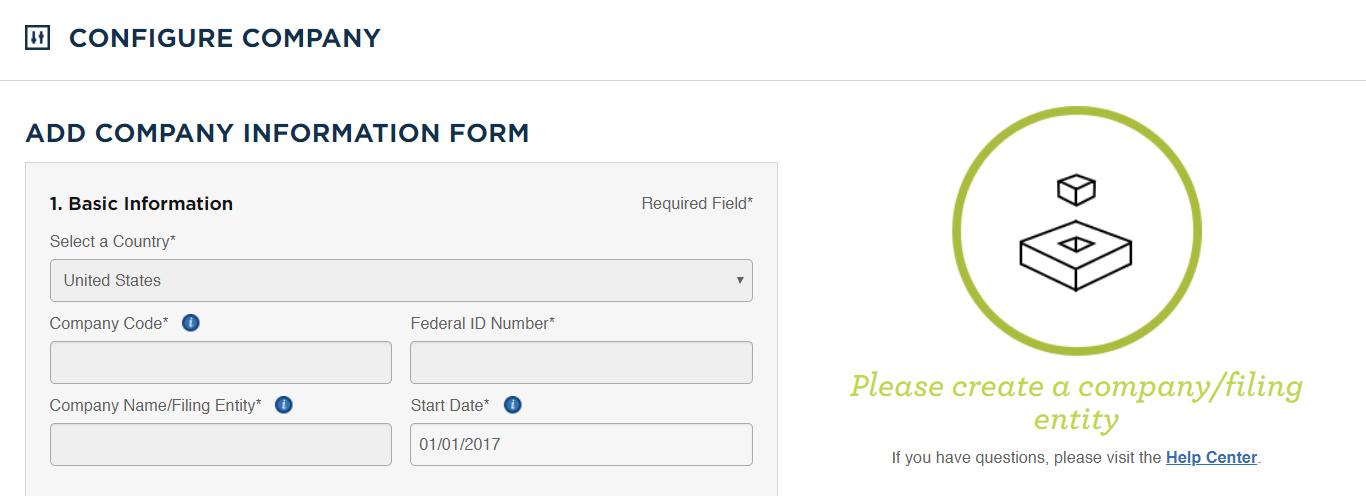 CONFIGURE COMPANY
ADD COMPANY INFORMATION FORM
1. Basic Information
Required Field*
Select a Country*
United States
Company Code*
Federal ID Number*
Company Name/Filing Entity*
Start Date*
01/01/2017
Please create a company/filing
entity
If you have questions, please visit the Help Center.